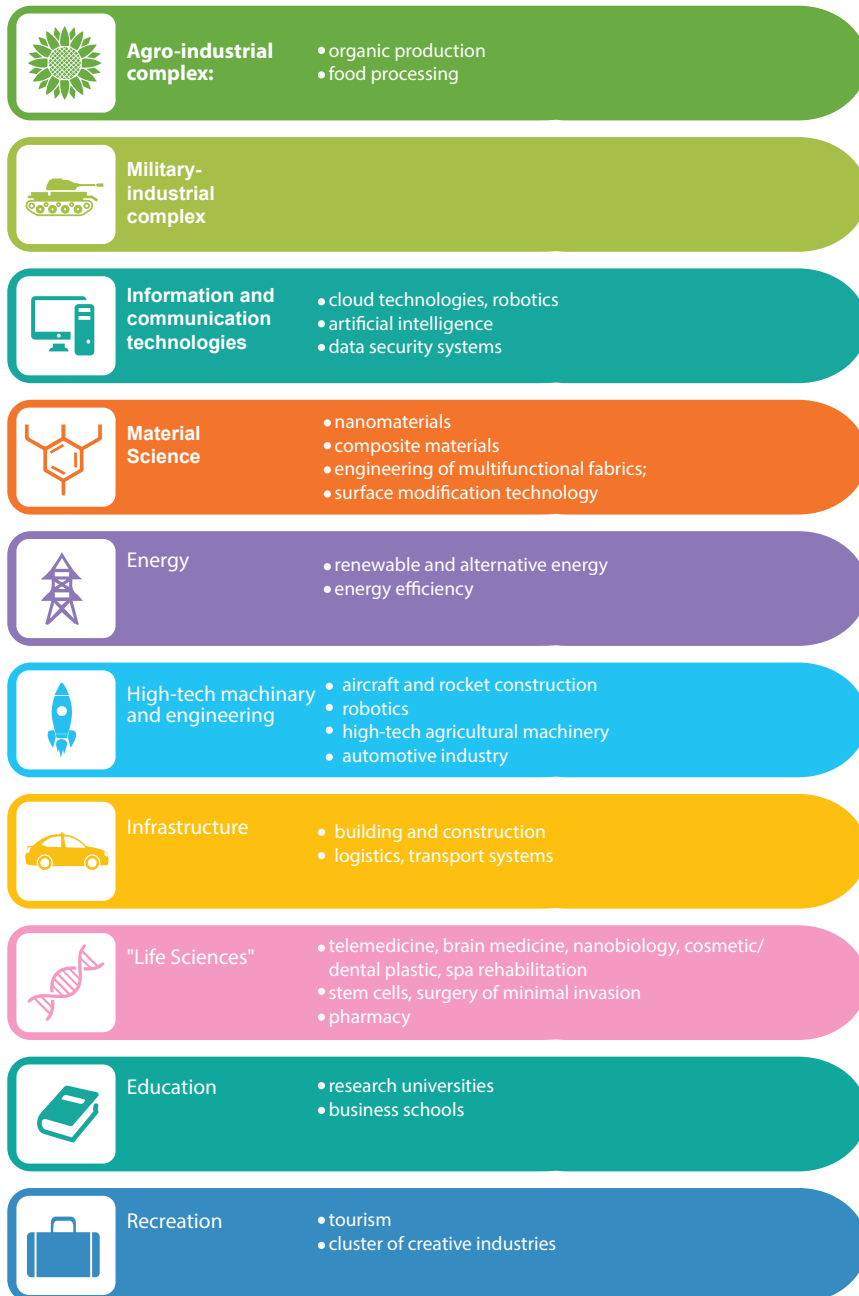 Agro-industrial
complex:
• organic production
• food processing
Military-
industrial
complex
Information and
communication
technologies
• cloud technologies, robotics
• artificial intelligence
• data security systems
Material
Science
• nanomaterials
• composite materials
• engineering of multifunctional fabrics;
• surface modification technology
Energy
• renewable and alternative energy
• energy efficiency
High-tech machinary
and engineering
• aircraft and rocket construction
• robotics
• high-tech agricultural machinery
• automotive industry
Infrastructure
• building and construction
• logistics, transport systems
"Life Sciences"
• telemedicine, brain medicine, nanobiology, cosmetic/
dental plastic, spa rehabilitation
• stem cells, surgery of minimal invasion
• pharmacy
Education
• research universities
• business schools
Recreation
• tourism
• cluster of creative industries